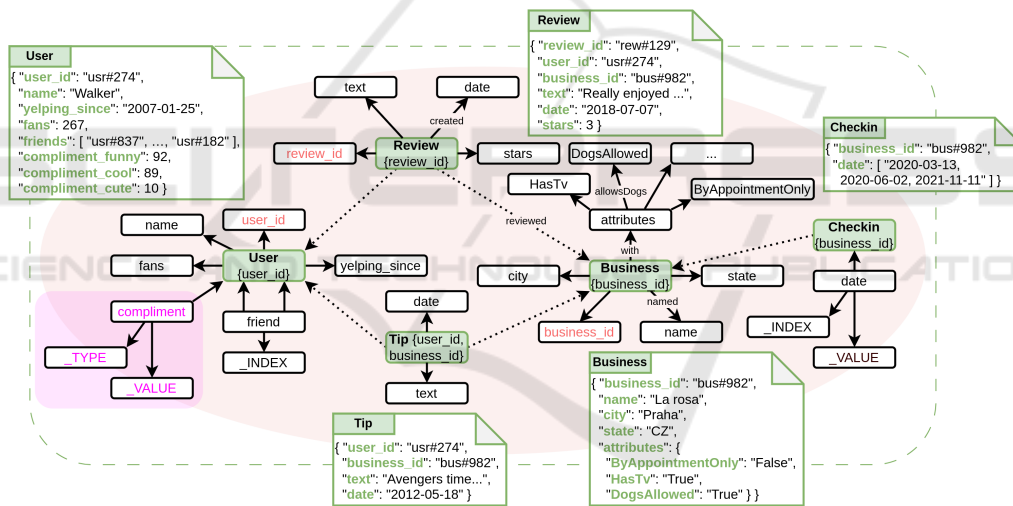 User
{ "user_id": "usr#274",
"name": "Walker",
"yelping_since": "2007-01-25",
"fans": 267,
"friends": [ "usr#837", …, "usr#182" ],
"compliment_funny": 92,
"compliment_cool": 89,
"compliment_cute": 10 }
Review
{ "review_id": "rew#129",
"user_id": "usr#274",
"business_id": "bus#982",
"text": "Really enjoyed ...",
"date": "2018-07-07",
"stars": 3 }
Checkin
{ "business_id": "bus#982",
"date": [ "2020-03-13,
2020-06-02, 2021-11-11" ] }
text
date
created
review_id
Review
{review_id}
stars
DogsAllowed
...
HasTv
allowsDogs
ByAppointmentOnly
attributes
reviewed
with
name
user_id
fans
User
{user_id}
yelping_since
compliment
_TYPE
_VALUE
friend
_INDEX
date
Tip {user_id,
business_id}
text
city
Business
{business_id}
state
named
business_id
name
Checkin
{business_id}
date
_INDEX
_VALUE
Tip
{ "user_id": "usr#274",
"business_id": "bus#982",
"text": "Avengers time...",
"date": "2012-05-18" }
Business
{ "business_id": "bus#982",
"name": "La rosa",
"city": "Praha",
"state": "CZ",
"attributes": {
"ByAppointmentOnly": "False",
"HasTv": "True",
"DogsAllowed": "True" } }